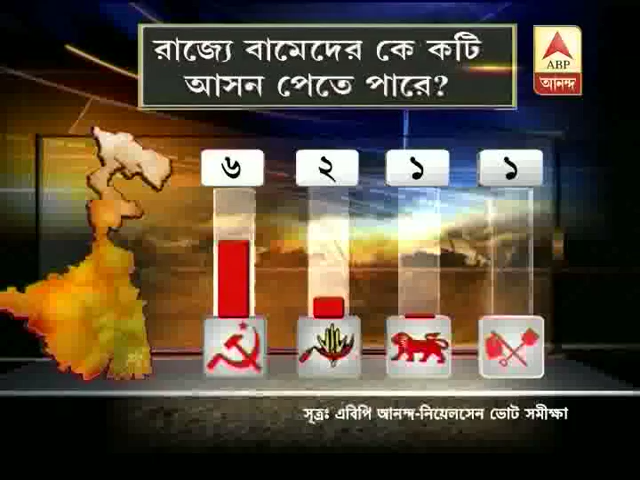 রাজ্যে বামেদের কে কটি
আসন পেতে পারে?
ABP
আনন্দ
৬ ২ ১ ১
সূত্রঃ এবিপি আনন্দ-নিয়েলসেন ভোট সমীক্ষা